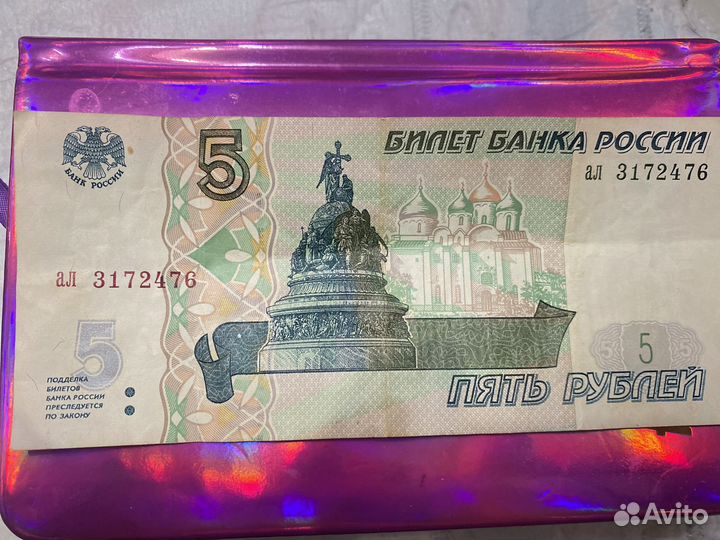 5
БИЛЕТ БАНКА РОССИИ
БАНК РОССИИ
ал 3172476
ал 3172476
5
5
ПОДДЕЛКА
БИЛЕТОВ
БАНКА РОССИИ
ПРЕСЛЕДУЕТСЯ
ПО ЗАКОНУ
ПЯТЬ РУБЛЕЙ
Avito